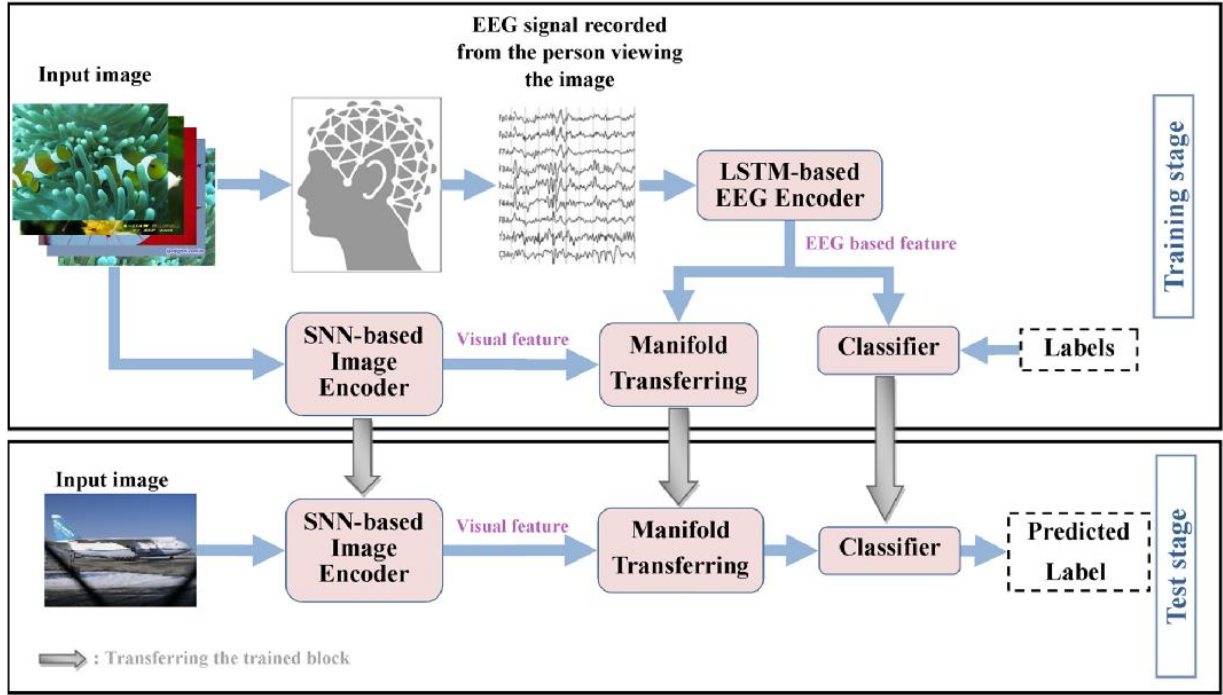 EEG signal recorded
from the person viewing
the image
Input image
LSTM-based
EEG Encoder
EEG based feature
Training stage
SNN-based
Image
Encoder
Visual feature
Manifold
Transferring
Classifier
Labels
Input image
SNN-based
Image
Encoder
Visual feature
Manifold
Transferring
Classifier
Predicted
Label
Test stage
: Transferring the trained block